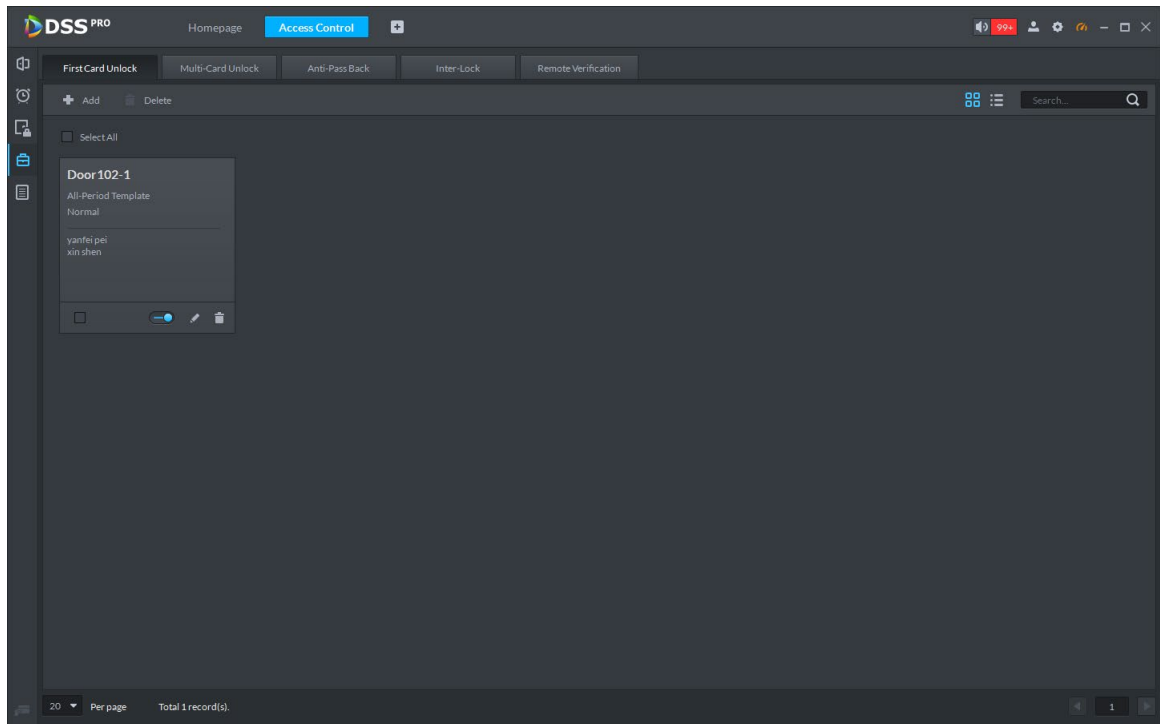 DSS PRO Homepage Access Control 99+
First Card Unlock Multi-Card Unlock Anti-Pass Back Inter-Lock Remote Verification
Add Delete Search...
Select All
Door102-1
All-Period Template
Normal
yanfei pei
xin shen
20 Per page Total 1 record(s). 1